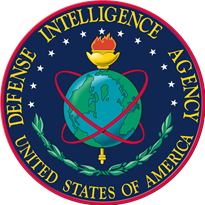 DEFENSE INTELLIGENCE AGENCY
UNITED STATES OF AMERICA